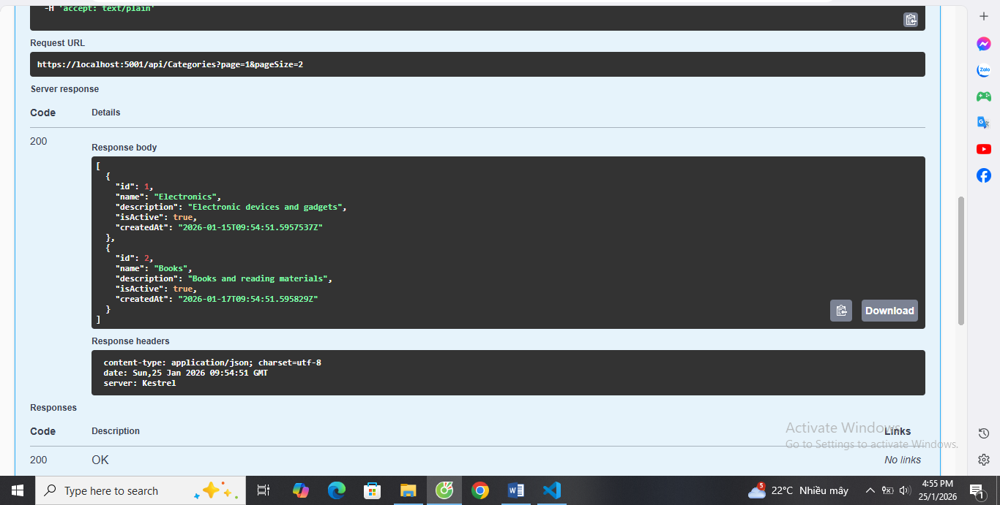 -H 'accept: text/plain'
Request URL
https://localhost:5001/api/Categories?page=1&pageSize=2
Server response
Code Details
200
Response body
[
  {
    "id": 1,
    "name": "Electronics",
    "description": "Electronic devices and gadgets",
    "isActive": true,
    "createdAt": "2026-01-15T09:54:51.5957537Z"
  },
  {
    "id": 2,
    "name": "Books",
    "description": "Books and reading materials",
    "isActive": true,
    "createdAt": "2026-01-17T09:54:51.595829Z"
  }
]
Download
Response headers
content-type: application/json; charset=utf-8
date: Sun,25 Jan 2026 09:54:51 GMT
server: Kestrel
Responses
Code Description Links
200 OK No links
Activate Windows
Go to Settings to activate Windows.
Zalo
Type here to search
5
22°C Nhiều mây
4:55 PM
25/1/2026
1